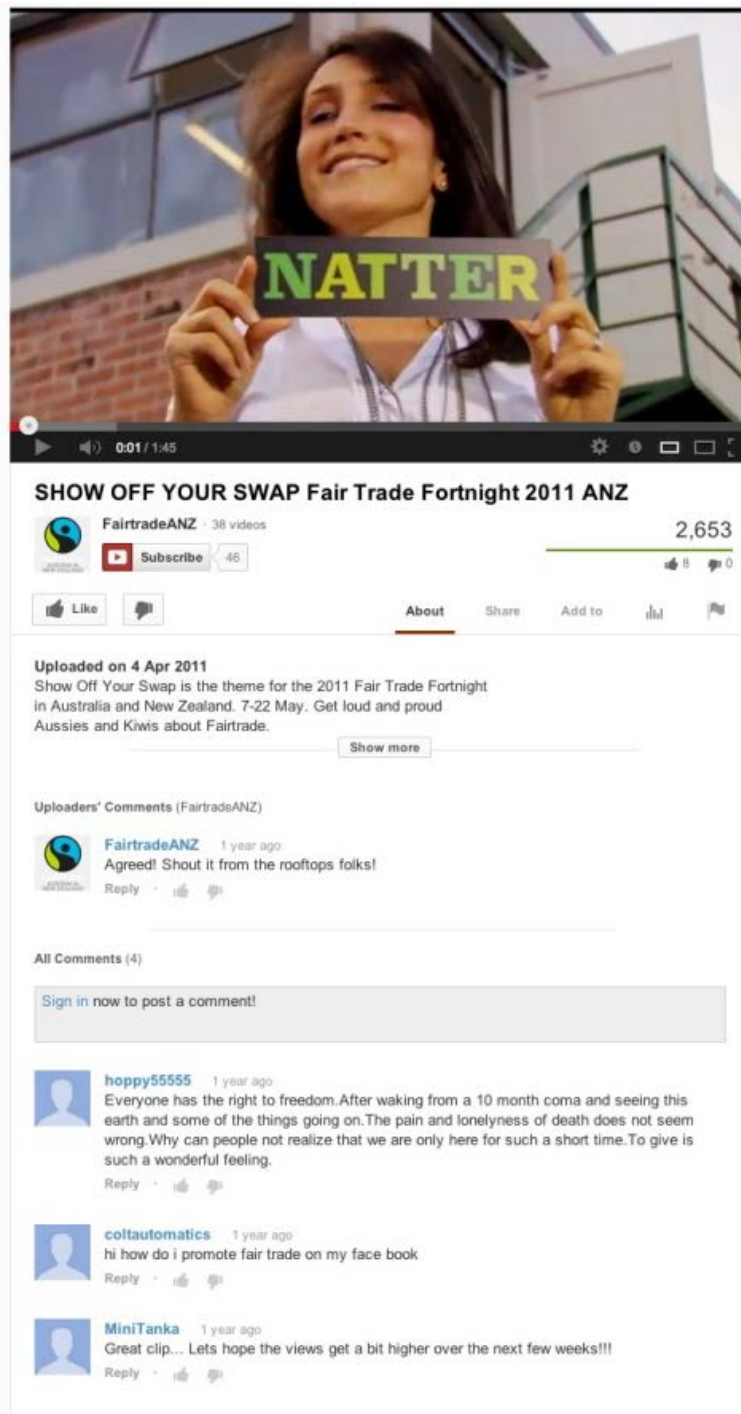 NATTER
0:01 / 1:45
SHOW OFF YOUR SWAP Fair Trade Fortnight 2011 ANZ
FairtradeANZ · 38 videos
2,653
Subscribe 46
8 0
Like
About Share Add to
Uploaded on 4 Apr 2011
Show Off Your Swap is the theme for the 2011 Fair Trade Fortnight
in Australia and New Zealand. 7-22 May. Get loud and proud
Aussies and Kiwis about Fairtrade.
Show more
Uploaders' Comments (FairtradeANZ)
FairtradeANZ 1 year ago
Agreed! Shout it from the rooftops folks!
Reply ·
All Comments (4)
Sign in now to post a comment!
hoppy55555 1 year ago
Everyone has the right to freedom.After waking from a 10 month coma and seeing this
earth and some of the things going on.The pain and lonelyness of death does not seem
wrong.Why can people not realize that we are only here for such a short time.To give is
such a wonderful feeling.
Reply ·
coltautomatics 1 year ago
hi how do i promote fair trade on my face book
Reply ·
MiniTanka 1 year ago
Great clip... Lets hope the views get a bit higher over the next few weeks!!!
Reply ·